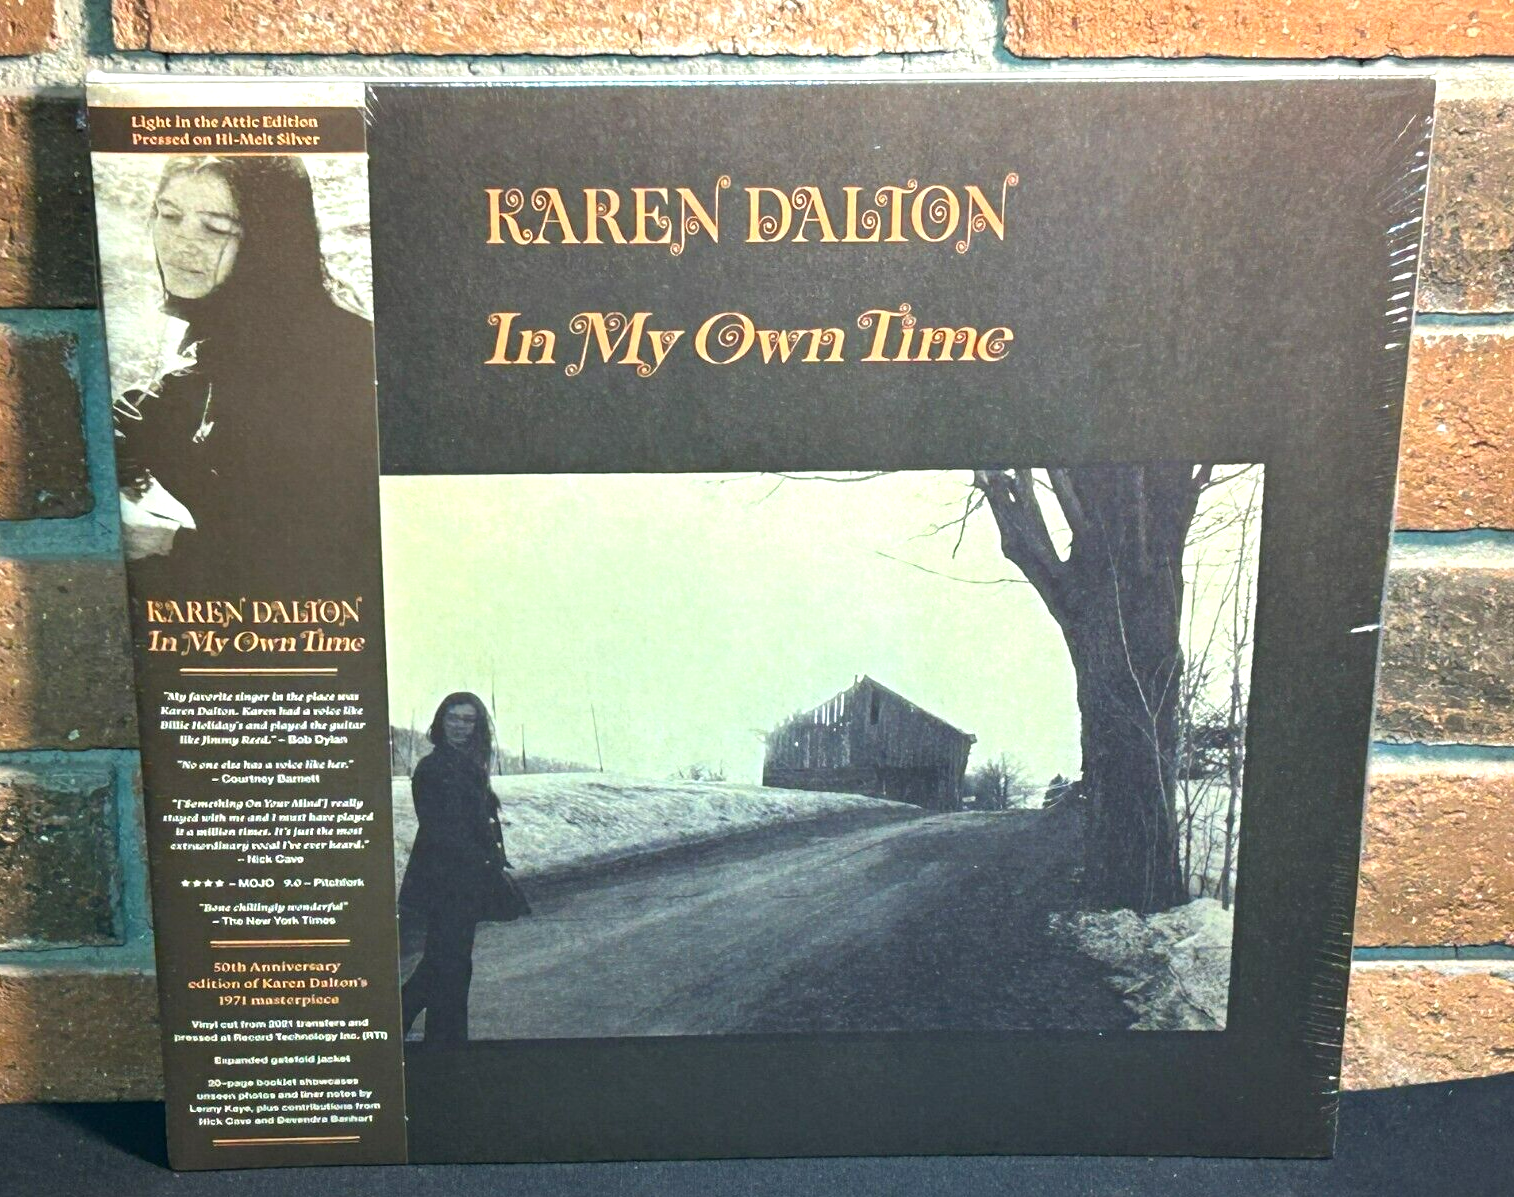 Light in the Attic Edition
Pressed on Hi-Melt Silver
KAREN DALTON
In My Own Time
KAREN DALTON
In My Own Time
"My favorite singer in the place was
Karen Dalton. Karen had a voice like
Billie Holiday's and played the guitar
like Jimmy Reed." – Bob Dylan
"No one else has a voice like her."
– Courtney Barnett
"['Something On Your Mind'] really
stayed with me and I must have played
it a million times. It's just the most
extraordinary vocal I've ever heard."
– Nick Cave
★★★★ – MOJO 9.0 – Pitchfork
"Bone chillingly wonderful"
– The New York Times
50th Anniversary
edition of Karen Dalton's
1971 masterpiece
Vinyl cut from 2021 transfers and
pressed at Record Technology Inc. (RTI)
Expanded gatefold jacket
20-page booklet showcases
unseen photos and liner notes by
Lenny Kaye, plus contributions from
Nick Cave and Devendra Banhart